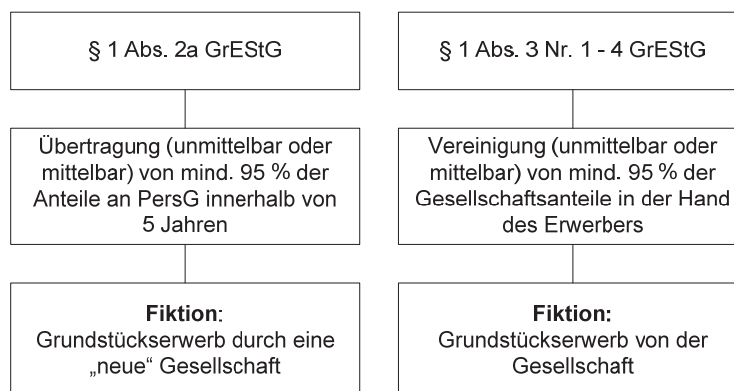 § 1 Abs. 2a GrEStG
Übertragung (unmittelbar oder
mittelbar) von mind. 95 % der
Anteile an PersG innerhalb von
5 Jahren
Fiktion:
Grundstückserwerb durch eine
„neue“ Gesellschaft
§ 1 Abs. 3 Nr. 1 - 4 GrEStG
Vereinigung (unmittelbar oder
mittelbar) von mind. 95 % der
Gesellschaftsanteile in der Hand
des Erwerbers
Fiktion:
Grundstückserwerb von der
Gesellschaft